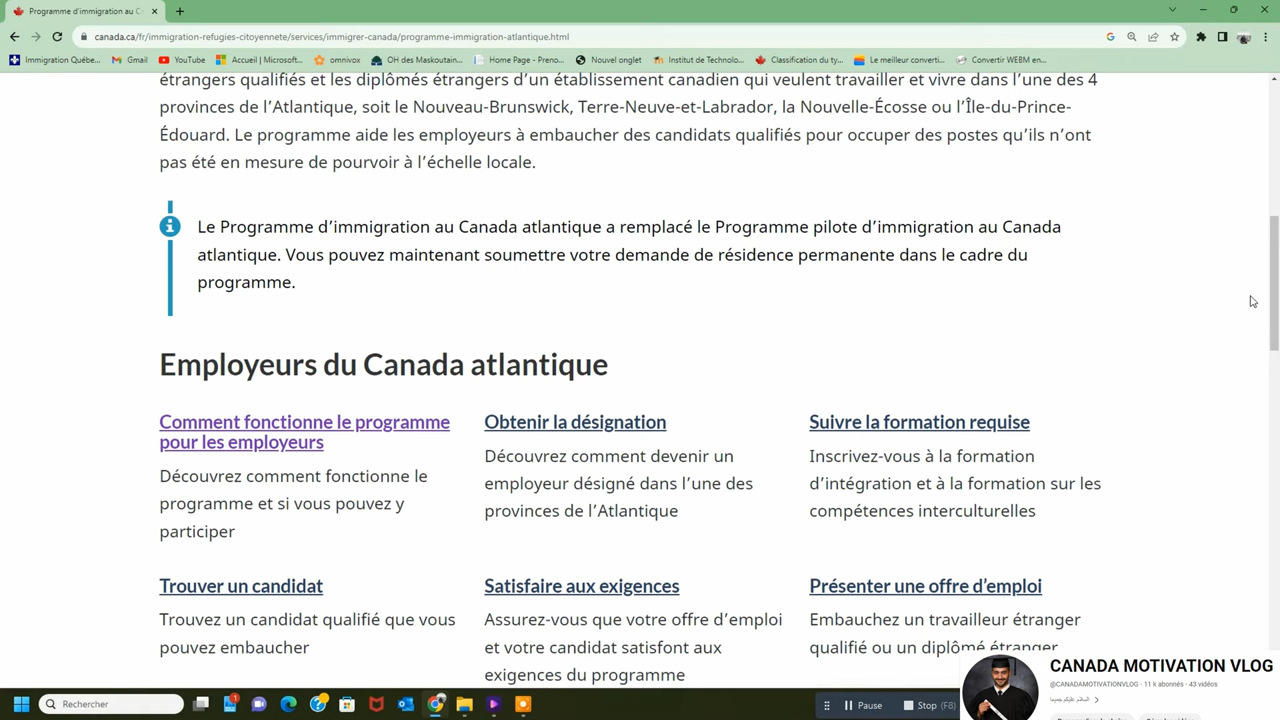 Programme d'immigration au C
canada.ca/fr/immigration-refugies-citoyennete/services/immigrer-canada/programme-immigration-atlantique.html
Immigration Québe...
Gmail
YouTube
Accueil | Microsoft...
omnivox
OH des Maskoutain...
Home Page - Preno...
Nouvel onglet
Institut de Technolo...
Classification du ty...
Le meilleur converti...
Convertir WEBM en...
étrangers qualifiés et les diplômés étrangers d'un établissement canadien qui veulent travailler et vivre dans l'une des 4
provinces de l'Atlantique, soit le Nouveau-Brunswick, Terre-Neuve-et-Labrador, la Nouvelle-Écosse ou l'Île-du-Prince-
Édouard. Le programme aide les employeurs à embaucher des candidats qualifiés pour occuper des postes qu'ils n'ont
pas été en mesure de pourvoir à l'échelle locale.
Le Programme d'immigration au Canada atlantique a remplacé le Programme pilote d'immigration au Canada
atlantique. Vous pouvez maintenant soumettre votre demande de résidence permanente dans le cadre du
programme.
Employeurs du Canada atlantique
Comment fonctionne le programme
pour les employeurs
Découvrez comment fonctionne le
programme et si vous pouvez y
participer
Obtenir la désignation
Découvrez comment devenir un
employeur désigné dans l'une des
provinces de l'Atlantique
Suivre la formation requise
Inscrivez-vous à la formation
d'intégration et à la formation sur les
compétences interculturelles
Trouver un candidat
Trouvez un candidat qualifié que vous
pouvez embaucher
Satisfaire aux exigences
Assurez-vous que votre offre d'emploi
et votre candidat satisfont aux
exigences du programme
Présenter une offre d'emploi
Embauchez un travailleur étranger
qualifié ou un diplômé étranger
CANADA MOTIVATION VLOG
@CANADAMOTIVATIONVLOG · 11 k abonnés · 43 vidéos
السلام عليكم جميعا
Rechercher
1
Pause
Stop (F8)